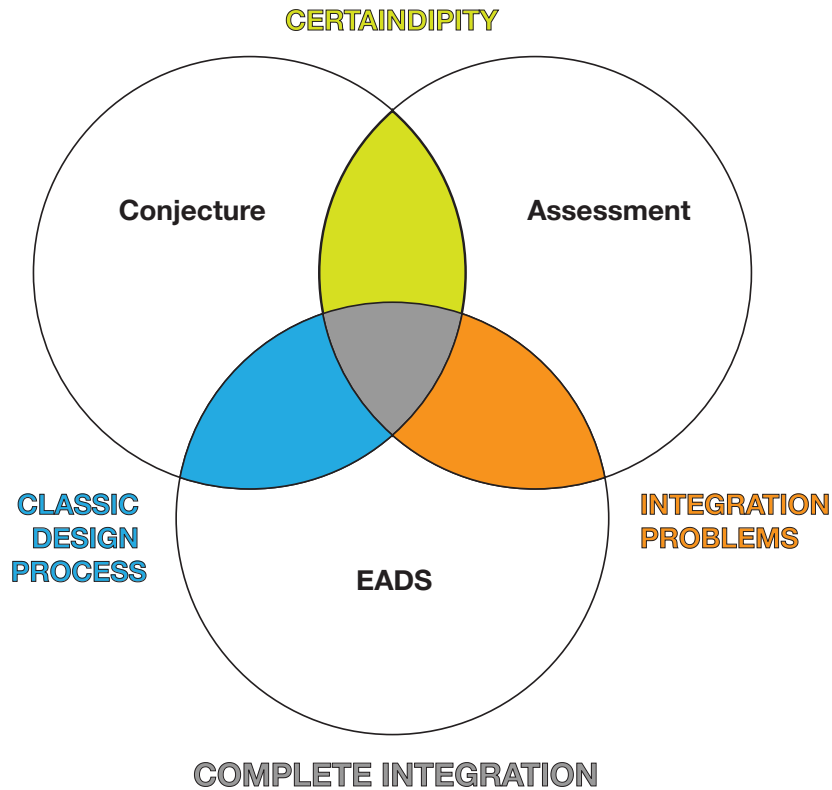 CERTAINDIPITY
Conjecture
Assessment
CLASSIC
DESIGN
PROCESS
INTEGRATION
PROBLEMS
EADS
COMPLETE INTEGRATION